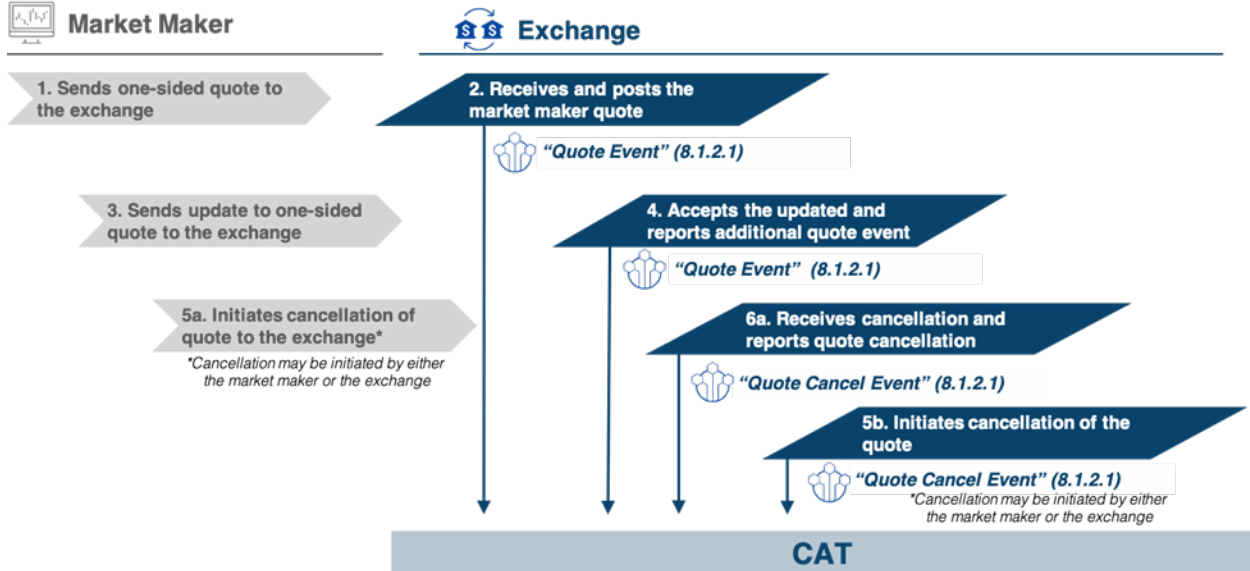 Market Maker
Exchange
1. Sends one-sided quote to
the exchange
2. Receives and posts the
market maker quote
“Quote Event” (8.1.2.1)
3. Sends update to one-sided
quote to the exchange
4. Accepts the updated and
reports additional quote event
“Quote Event” (8.1.2.1)
5a. Initiates cancellation of
quote to the exchange*
*Cancellation may be initiated by either
the market maker or the exchange
6a. Receives cancellation and
reports quote cancellation
“Quote Cancel Event” (8.1.2.1)
5b. Initiates cancellation of the
quote
“Quote Cancel Event” (8.1.2.1)
*Cancellation may be initiated by either
the market maker or the exchange
CAT